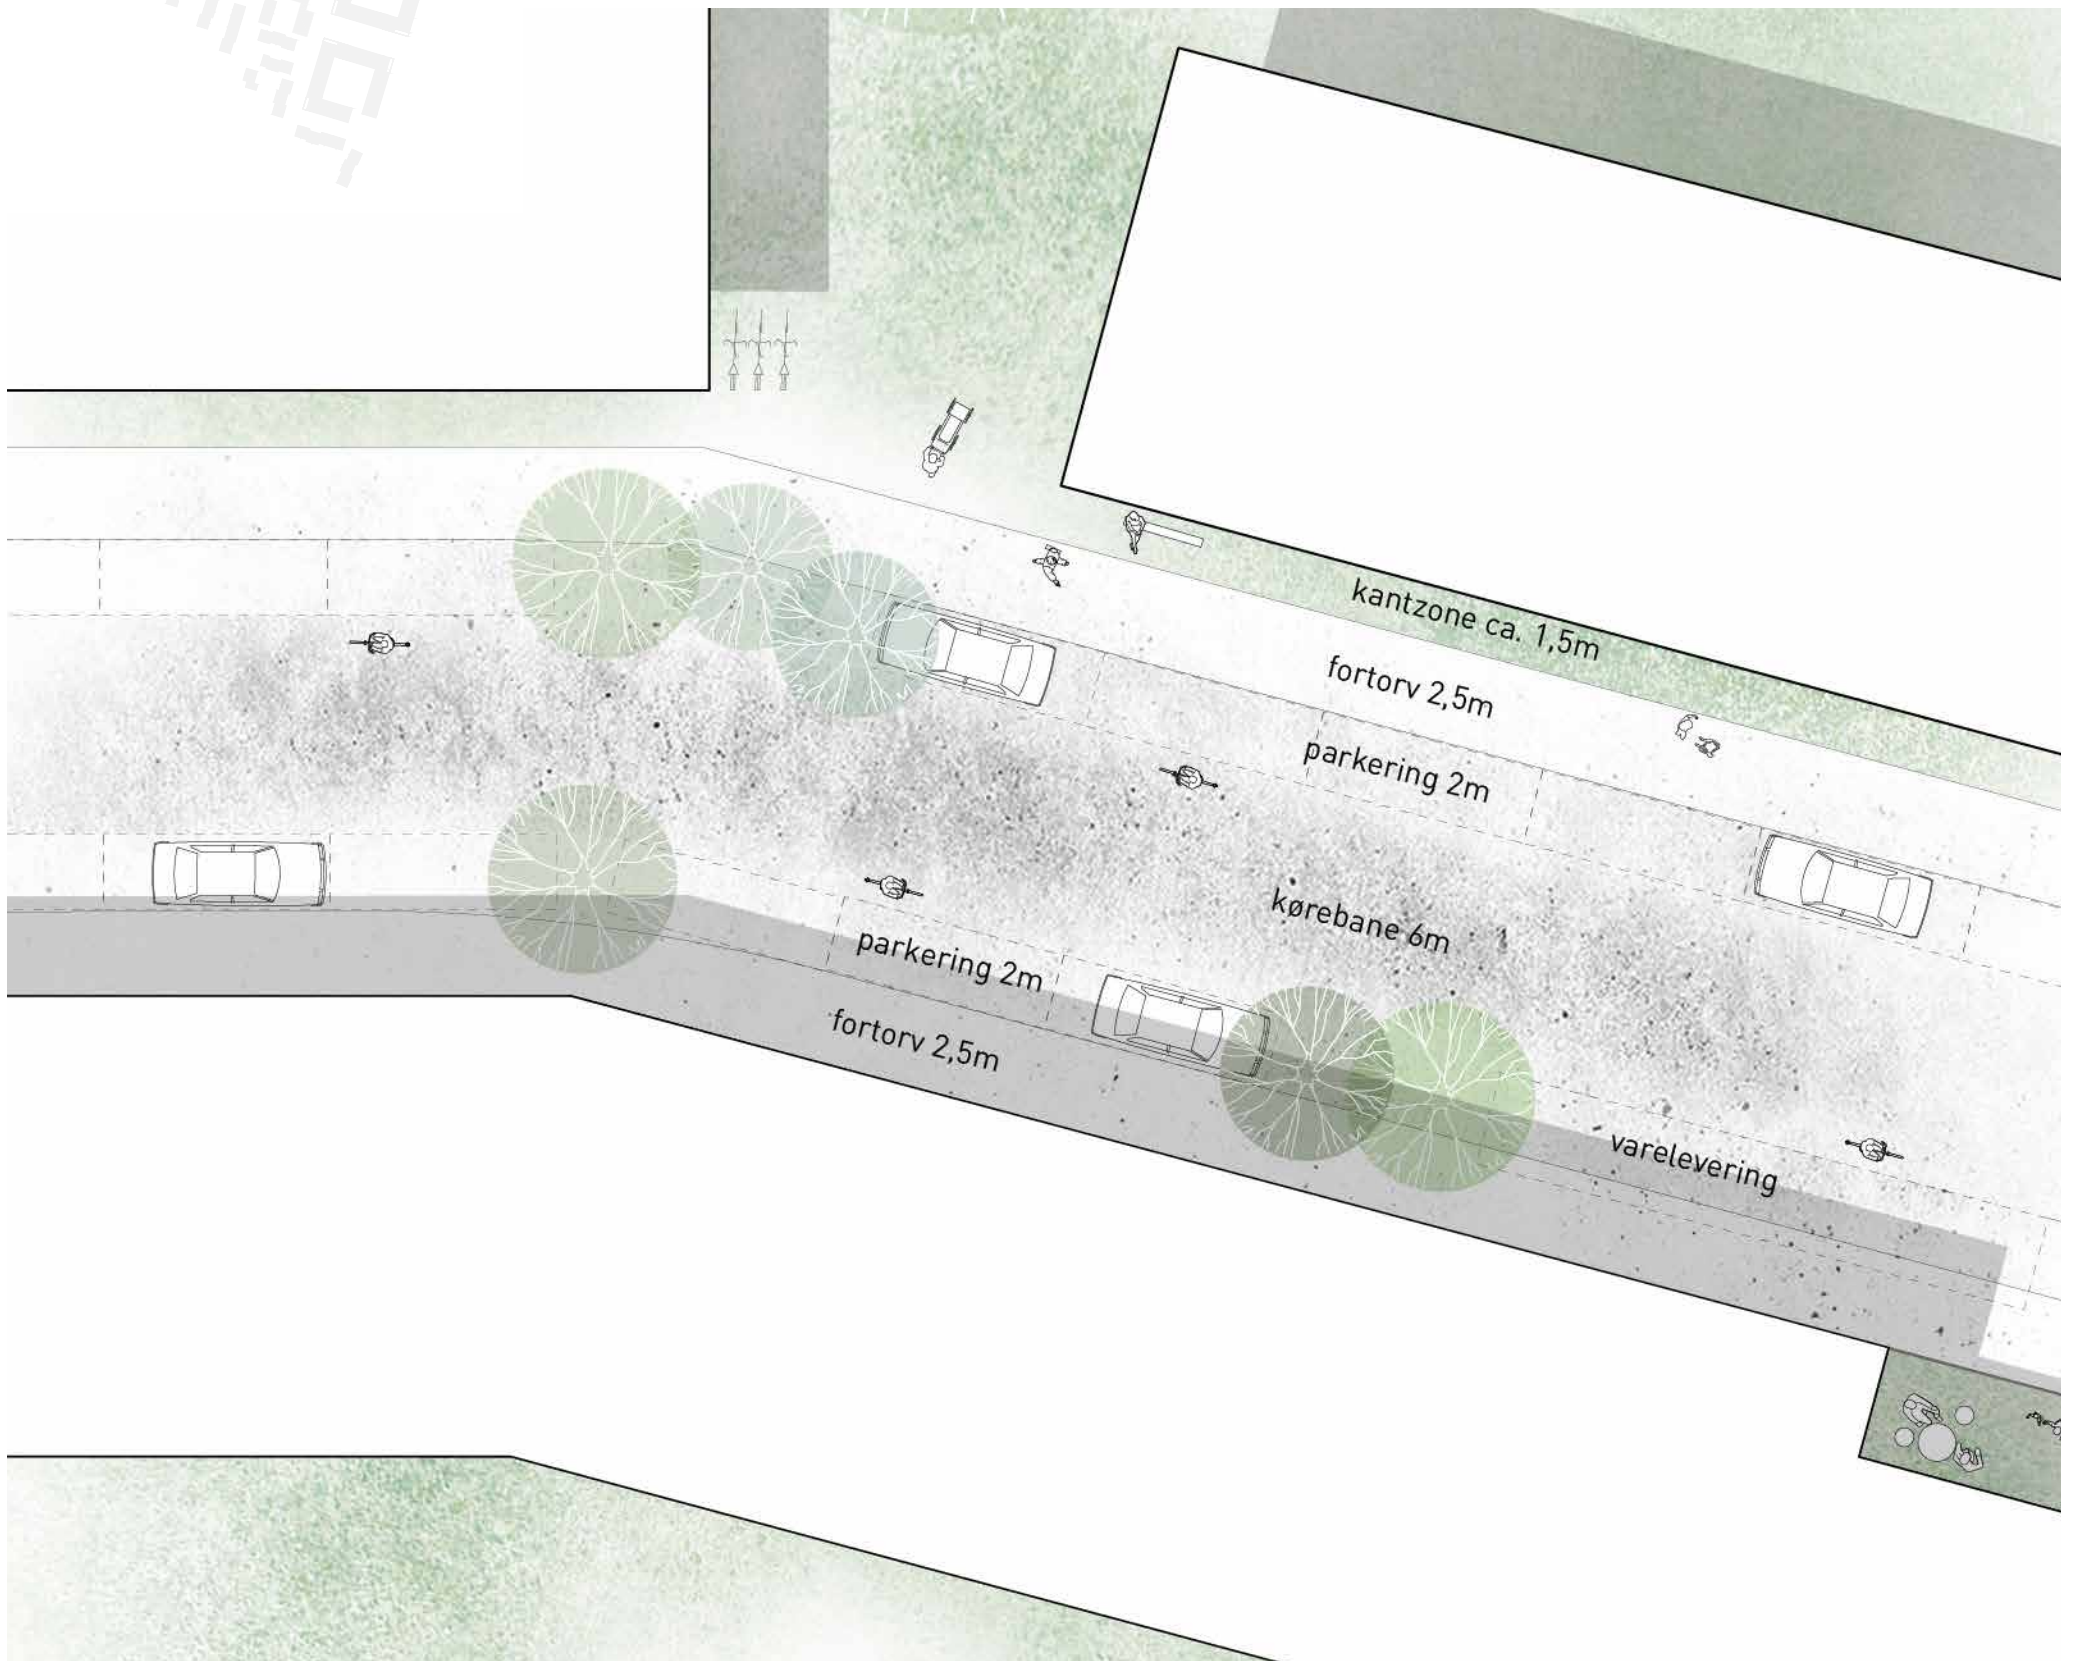 kantzone ca. 1,5m
fortorv 2,5m
parkering 2m
kørebane 6m
parkering 2m
fortorv 2,5m
varelevering